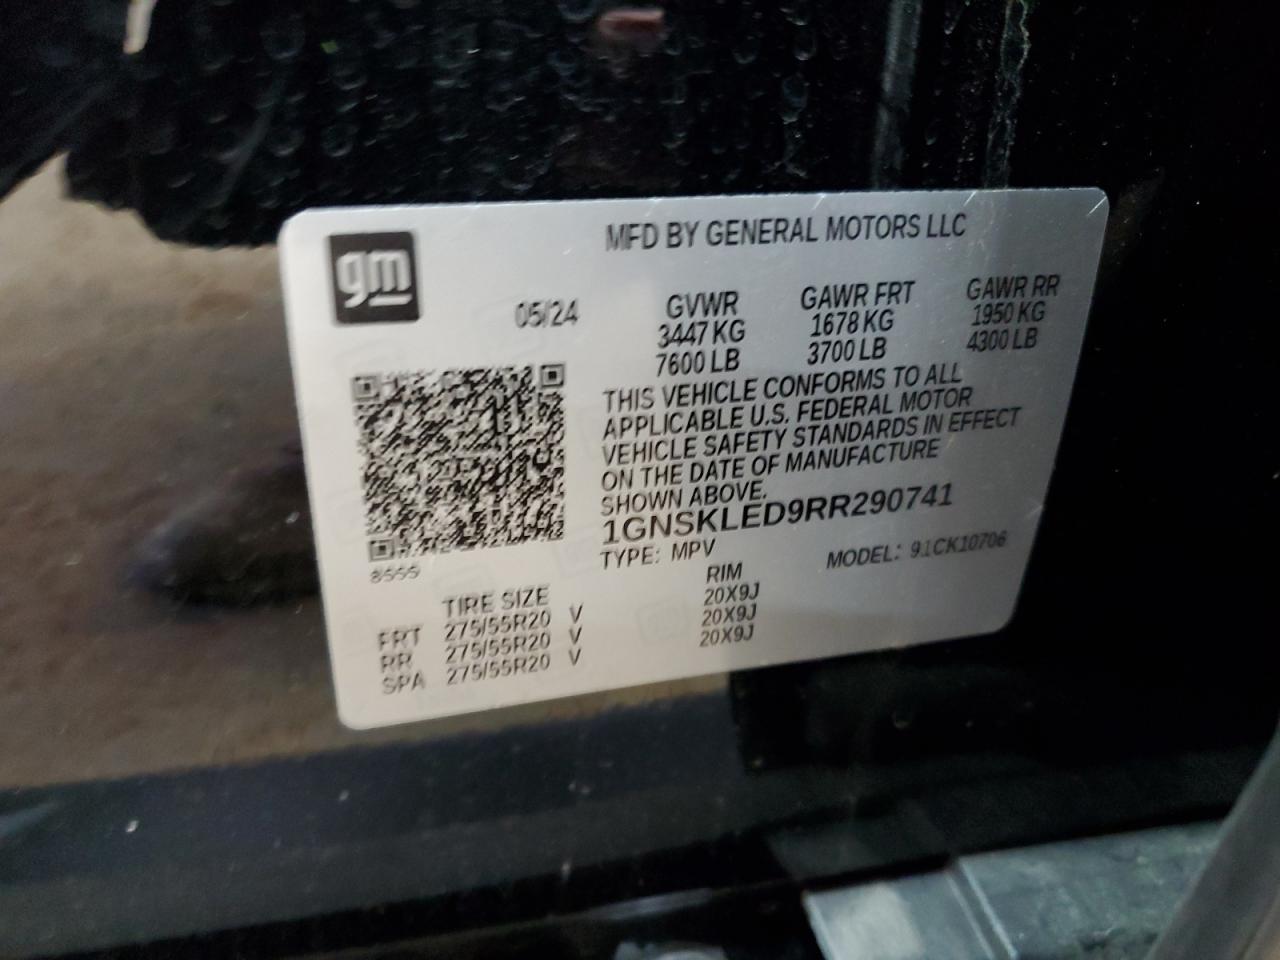 gm
MFD BY GENERAL MOTORS LLC
05/24
GVWR GAWR FRT GAWR RR
3447 KG 1678 KG 1950 KG
7600 LB 3700 LB 4300 LB
THIS VEHICLE CONFORMS TO ALL
APPLICABLE U.S. FEDERAL MOTOR
VEHICLE SAFETY STANDARDS IN EFFECT
ON THE DATE OF MANUFACTURE
SHOWN ABOVE.
1GNSKLED9RR290741
TYPE: MPV MODEL: 91CK10706
TIRE SIZE RIM
FRT 275/55R20 V 20X9J
RR 275/55R20 V 20X9J
SPA 275/55R20 V 20X9J